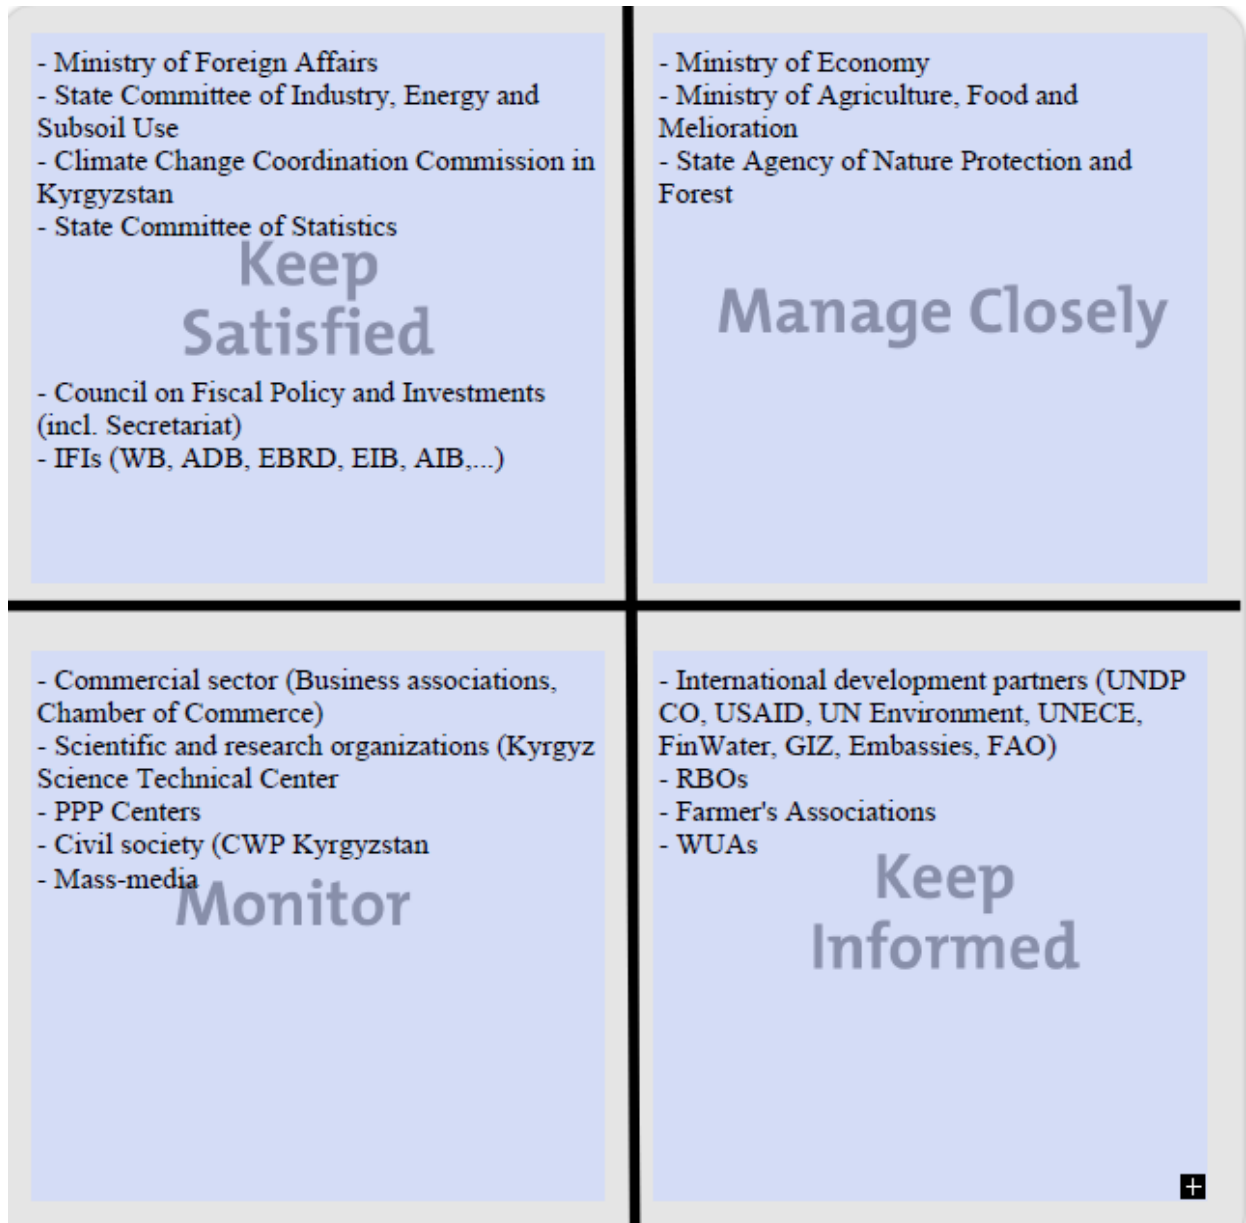 - Ministry of Foreign Affairs
- State Committee of Industry, Energy and
Subsoil Use
- Climate Change Coordination Commission in
Kyrgyzstan
- State Committee of Statistics
Keep
Satisfied
- Council on Fiscal Policy and Investments
(incl. Secretariat)
- IFIs (WB, ADB, EBRD, EIB, AIB,...)
- Ministry of Economy
- Ministry of Agriculture, Food and
Melioration
- State Agency of Nature Protection and
Forest
Manage Closely
- Commercial sector (Business associations,
Chamber of Commerce)
- Scientific and research organizations (Kyrgyz
Science Technical Center
- PPP Centers
- Civil society (CWP Kyrgyzstan
- Mass-media
Monitor
- International development partners (UNDP
CO, USAID, UN Environment, UNECE,
FinWater, GIZ, Embassies, FAO)
- RBOs
- Farmer's Associations
- WUAs
Keep
Informed